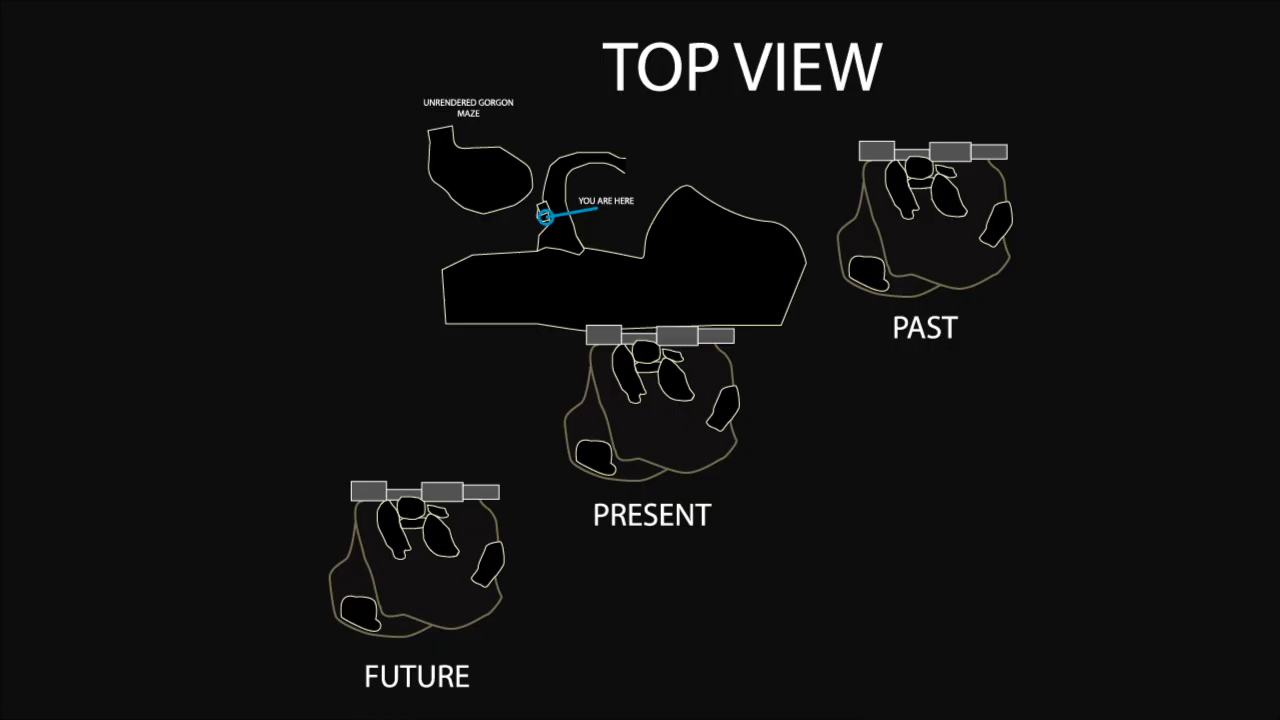 TOP VIEW
UNRENDERED GORGON
MAZE
YOU ARE HERE
PAST
PRESENT
FUTURE